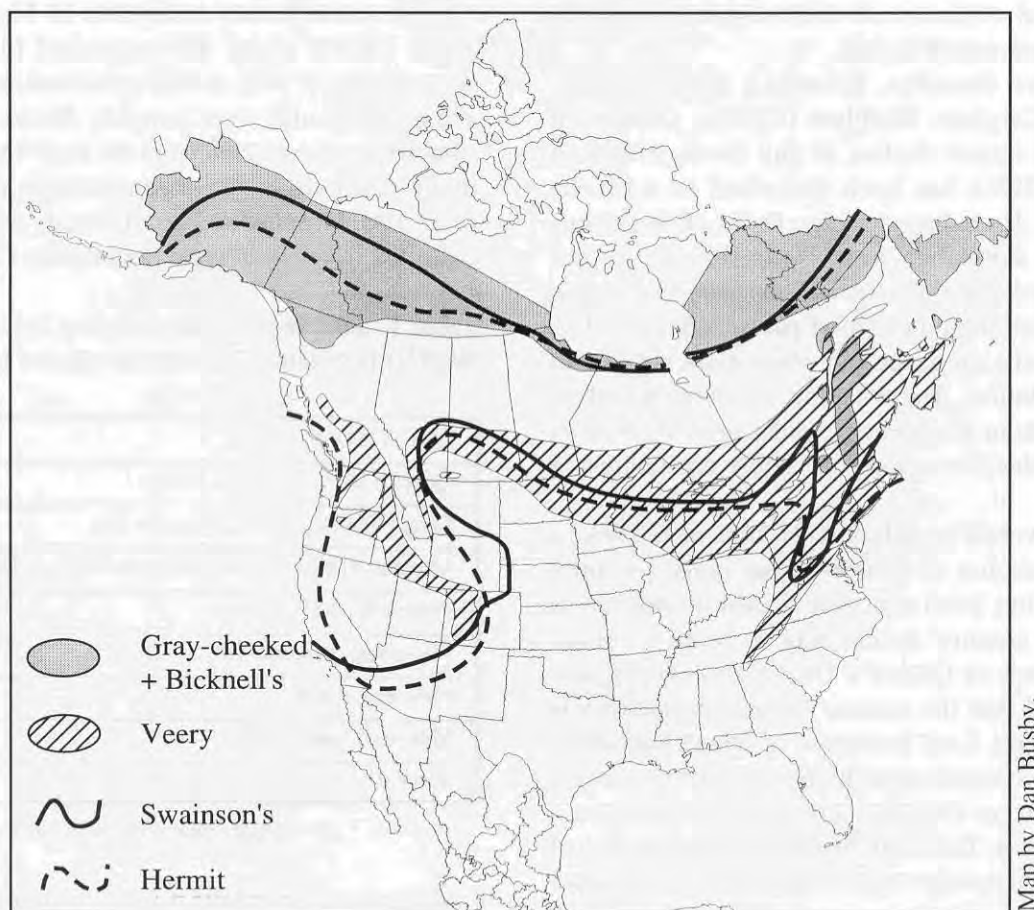 Gray-cheeked
+ Bicknell's
Veery
Swainson's
Hermit
Map by Dan Busby